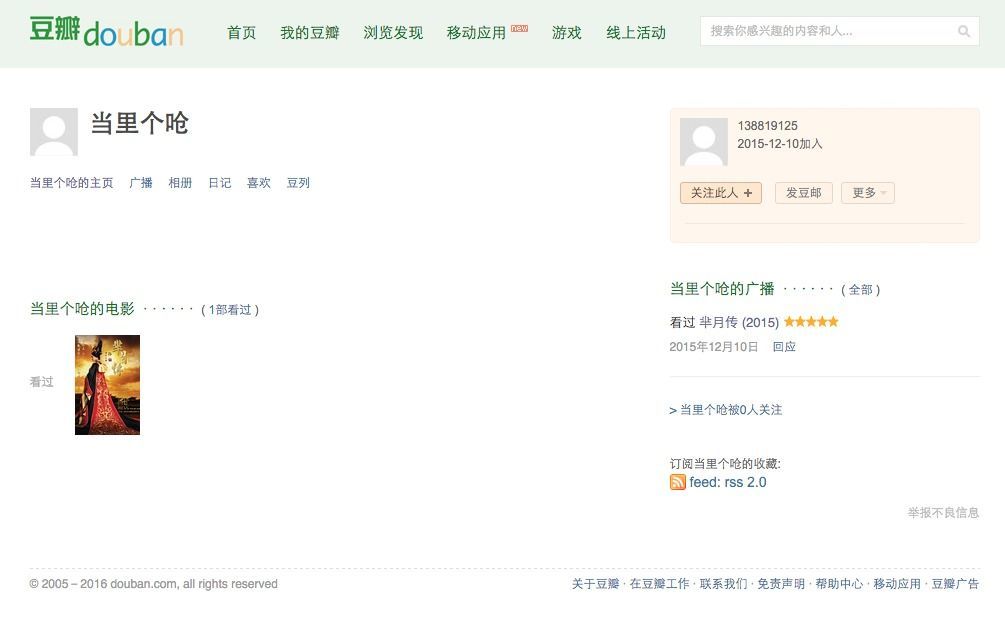 豆瓣douban
首页 我的豆瓣 浏览发现 移动应用 new 游戏 线上活动
搜索你感兴趣的内容和人...
当里个呛
当里个呛的主页 广播 相册 日记 喜欢 豆列
138819125
2015-12-10加入
关注此人 +
发豆邮
更多
当里个呛的电影 · · · · · · ( 1部看过 )
看过
芈月传
当里个呛的广播 · · · · · · ( 全部 )
看过 芈月传 (2015) ★★★★★
2015年12月10日 回应
> 当里个呛被0人关注
订阅当里个呛的收藏:
feed: rss 2.0
举报不良信息
© 2005－2016 douban.com, all rights reserved
关于豆瓣 · 在豆瓣工作 · 联系我们 · 免责声明 · 帮助中心 · 移动应用 · 豆瓣广告